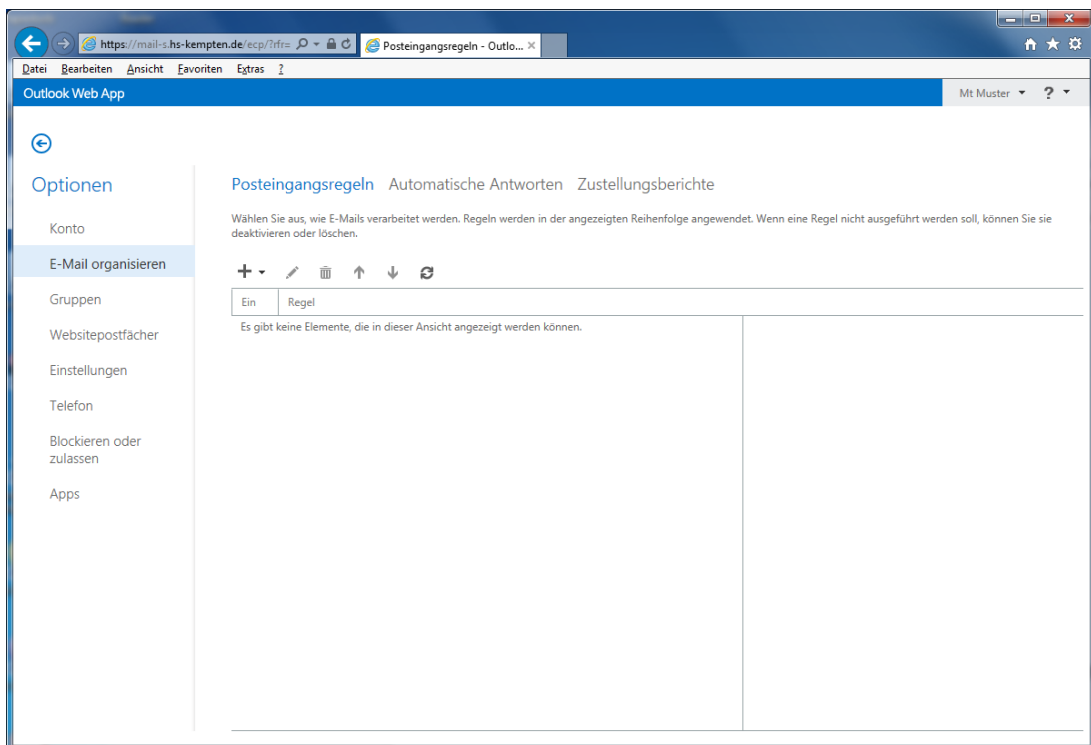 https://mail-s.hs-kempten.de/ecp/?rfr=
Posteingangsregeln - Outlo...
Datei Bearbeiten Ansicht Favoriten Extras ?
Outlook Web App
Mt Muster ?
Optionen
Konto
E-Mail organisieren
Gruppen
Websitepostfächer
Einstellungen
Telefon
Blockieren oder
zulassen
Apps
Posteingangsregeln Automatische Antworten Zustellungsberichte
Wählen Sie aus, wie E-Mails verarbeitet werden. Regeln werden in der angezeigten Reihenfolge angewendet. Wenn eine Regel nicht ausgeführt werden soll, können Sie sie
deaktivieren oder löschen.
Ein Regel
Es gibt keine Elemente, die in dieser Ansicht angezeigt werden können.